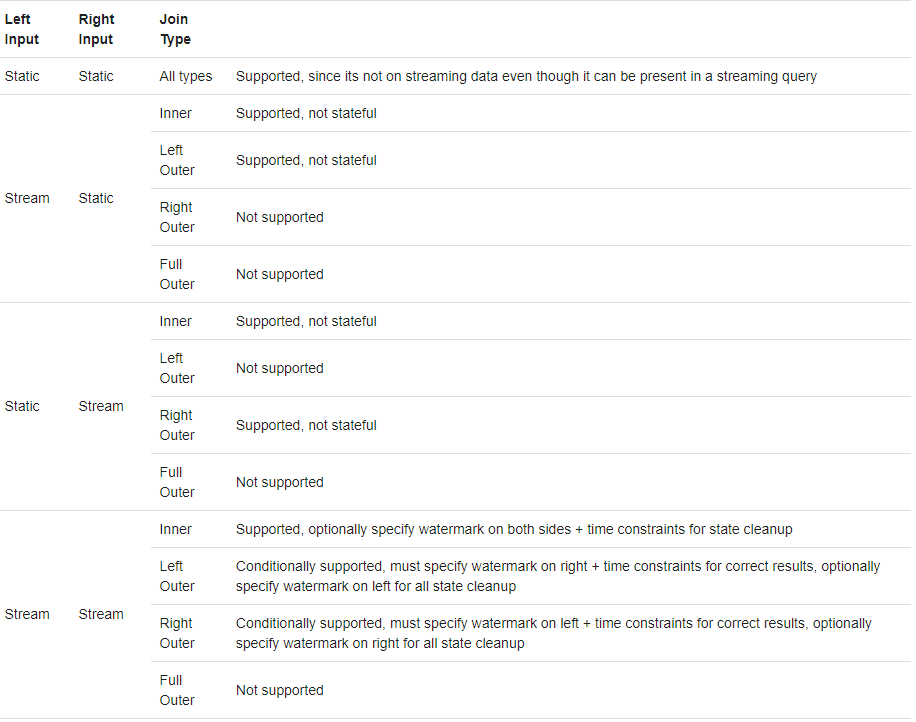 Left Input
Right Input
Join Type
Static
Static
All types
Supported, since its not on streaming data even though it can be present in a streaming query
Stream
Static
Inner
Supported, not stateful
Left
Outer
Supported, not stateful
Right
Outer
Not supported
Full
Outer
Not supported
Static
Stream
Inner
Supported, not stateful
Left
Outer
Not supported
Right
Outer
Supported, not stateful
Full
Outer
Not supported
Stream
Stream
Inner
Supported, optionally specify watermark on both sides + time constraints for state cleanup
Left
Outer
Conditionally supported, must specify watermark on right + time constraints for correct results, optionally
specify watermark on left for all state cleanup
Right
Outer
Conditionally supported, must specify watermark on left + time constraints for correct results, optionally
specify watermark on right for all state cleanup
Full
Outer
Not supported